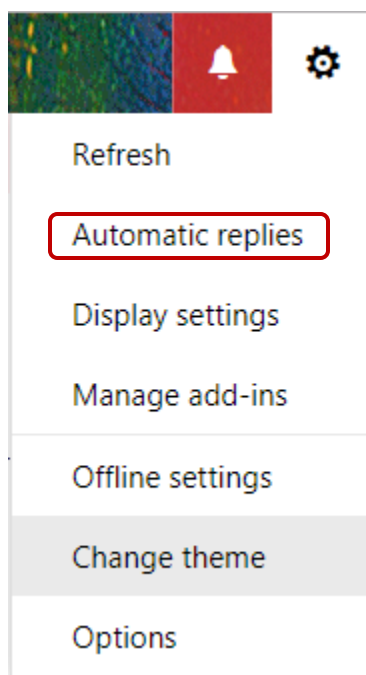 Refresh
Automatic replies
Display settings
Manage add-ins
Offline settings
Change theme
Options